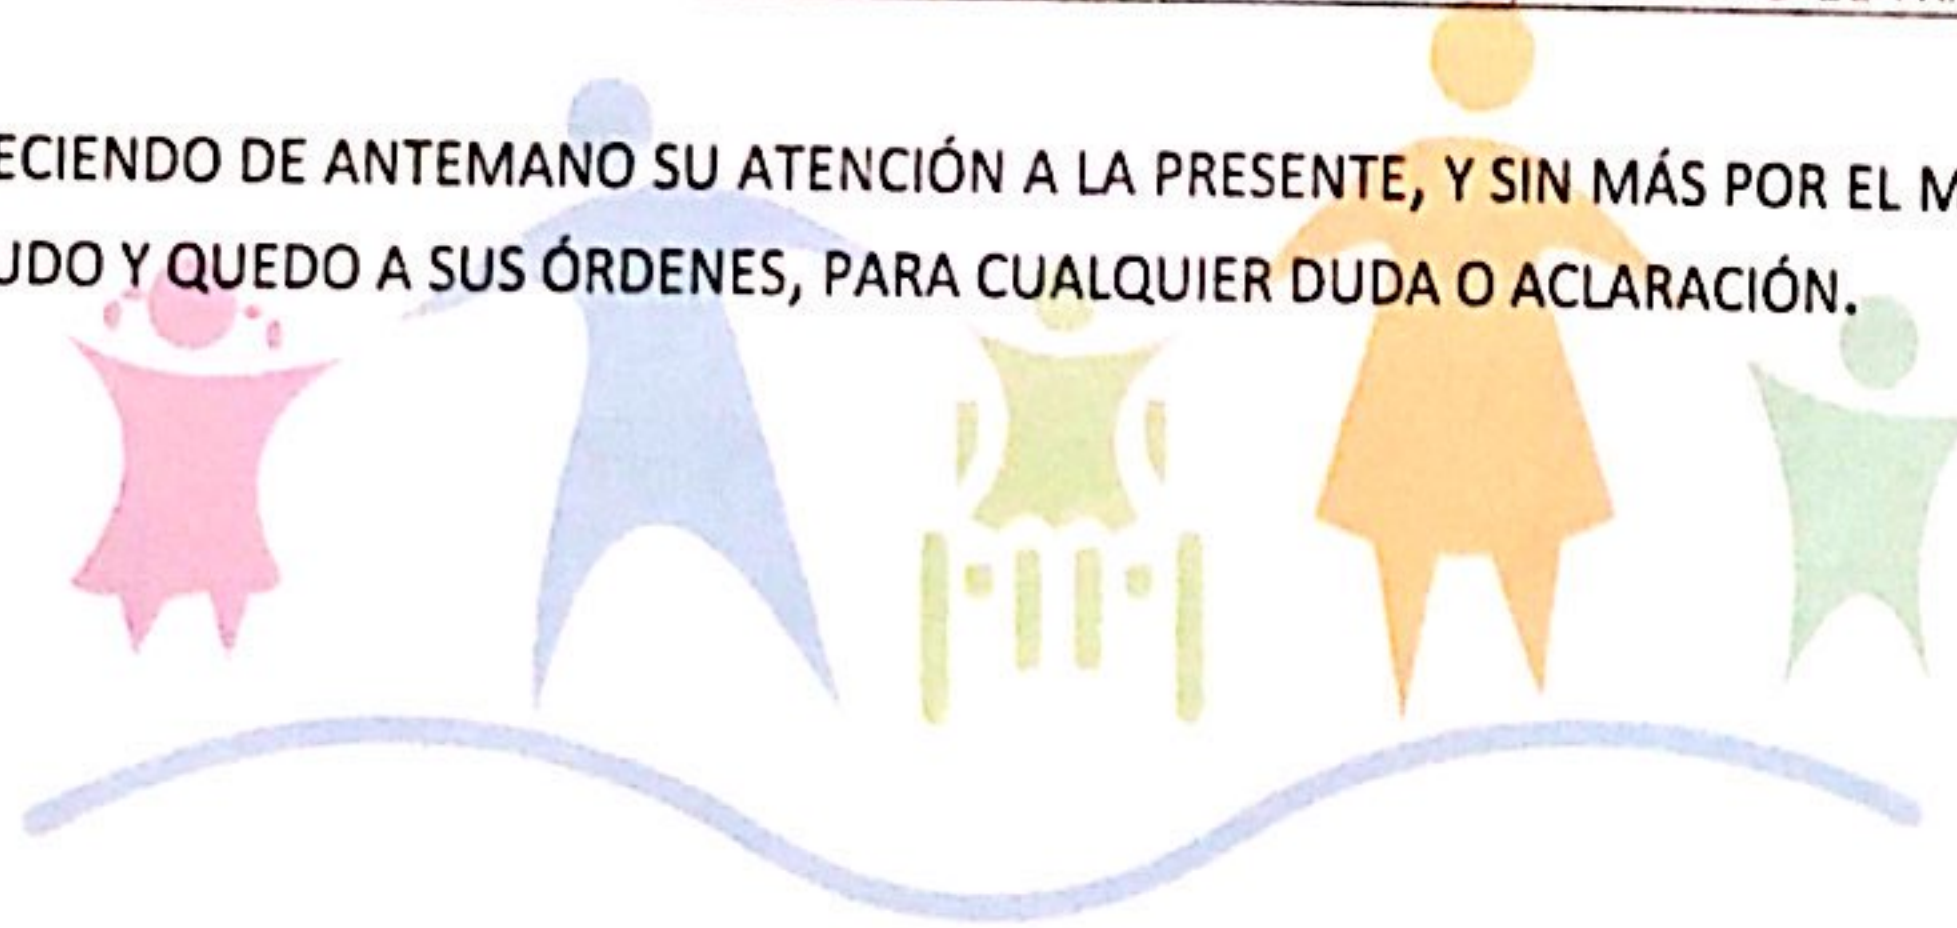 ECIENDO DE ANTEMANO SU ATENCIÓN A LA PRESENTE, Y SIN MÁS POR EL M
UDO Y QUEDO A SUS ÓRDENES, PARA CUALQUIER DUDA O ACLARACIÓN.